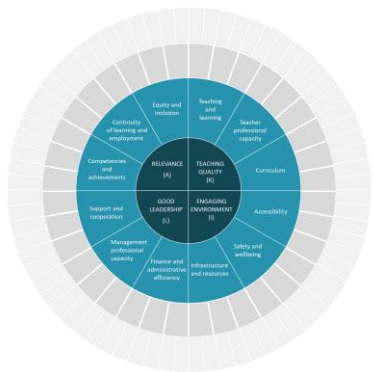 Equity and
inclusion
Teaching
and
learning
Teacher
professional
capacity
Curriculum
Accessibility
Safety and
wellbeing
Infrastructure
and resources
Finance and
administrative
efficiency
Management
professional
capacity
Support and
cooperation
Competencies
and
achievements
Continuity
of learning and
employment
RELEVANCE
(A)
TEACHING
QUALITY
(K)
GOOD
LEADERSHIP
(L)
ENGAGING
ENVIRONMENT
(I)